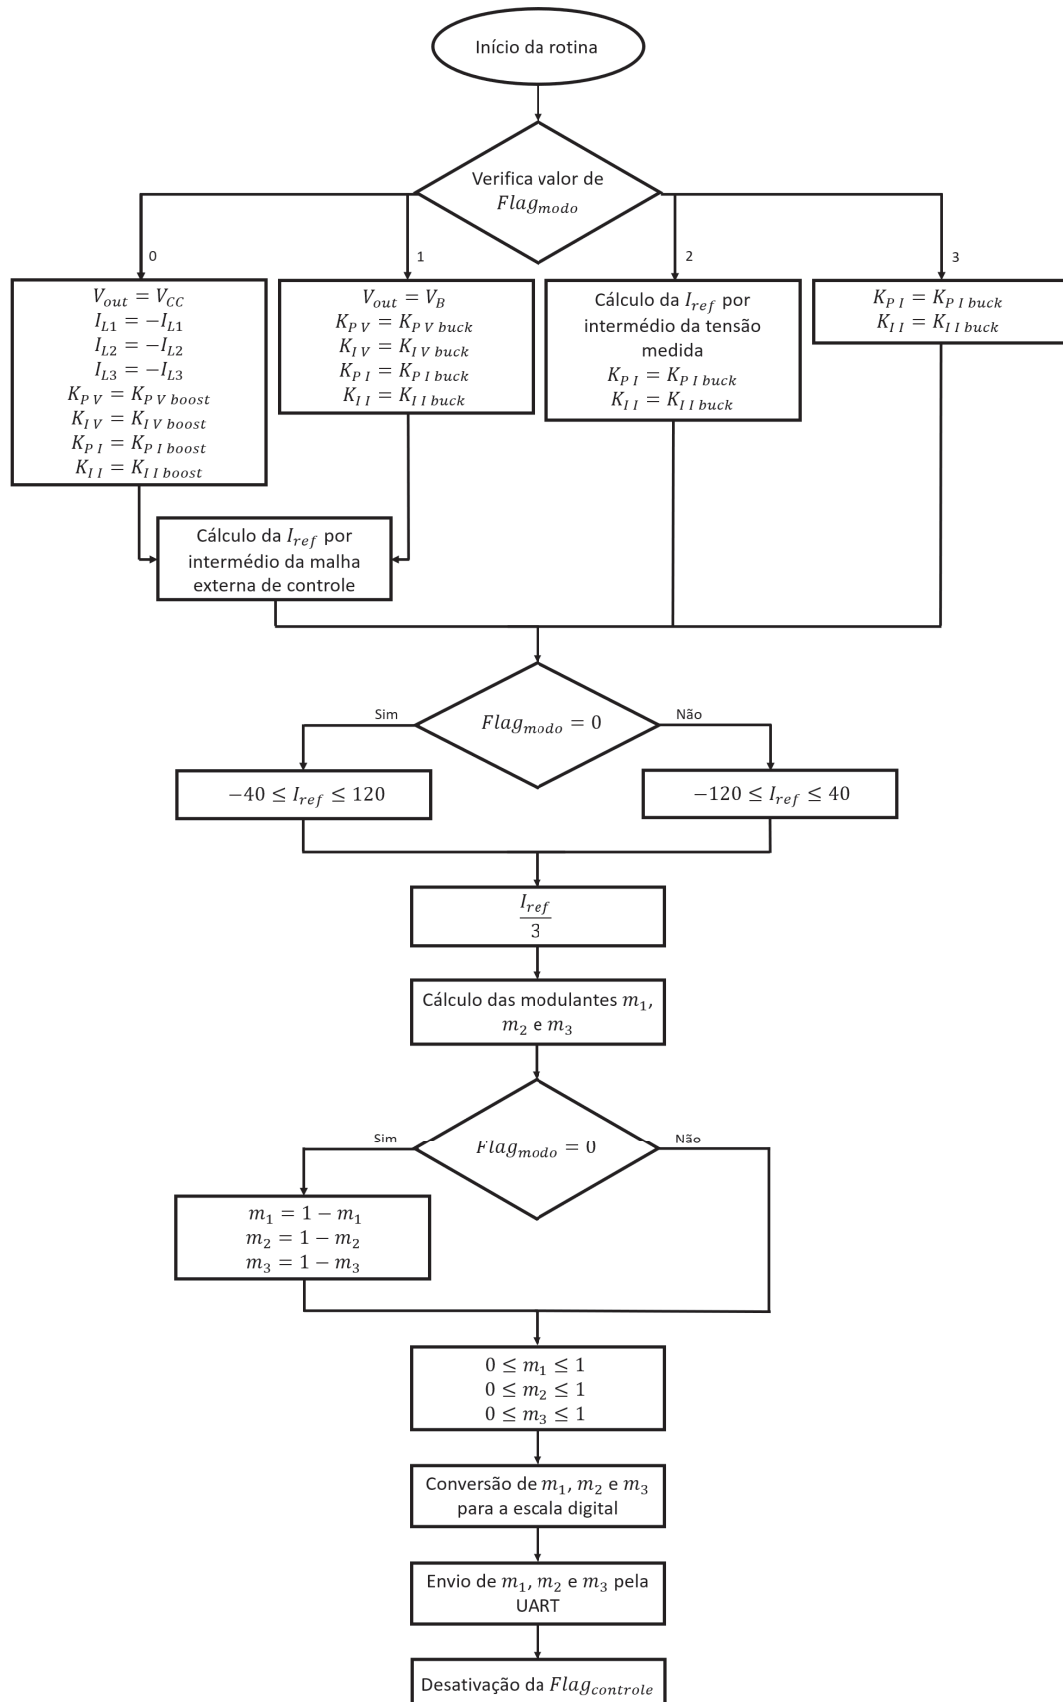 Início da rotina
Verifica valor de
Flag_modo
0
1
2
3
V_out = V_CC
I_L1 = −I_L1
I_L2 = −I_L2
I_L3 = −I_L3
K_P V = K_P V boost
K_I V = K_I V boost
K_P I = K_P I boost
K_I I = K_I I boost
V_out = V_B
K_P V = K_P V buck
K_I V = K_I V buck
K_P I = K_P I buck
K_I I = K_I I buck
Cálculo da I_ref por
intermédio da tensão
medida
K_P I = K_P I buck
K_I I = K_I I buck
K_P I = K_P I buck
K_I I = K_I I buck
Cálculo da I_ref por
intermédio da malha
externa de controle
Sim
Flag_modo = 0
Não
−40 ≤ I_ref ≤ 120
−120 ≤ I_ref ≤ 40
I_ref
3
Cálculo das modulantes m_1,
m_2 e m_3
Sim
Flag_modo = 0
Não
m_1 = 1 − m_1
m_2 = 1 − m_2
m_3 = 1 − m_3
0 ≤ m_1 ≤ 1
0 ≤ m_2 ≤ 1
0 ≤ m_3 ≤ 1
Conversão de m_1, m_2 e m_3
para a escala digital
Envio de m_1, m_2 e m_3 pela
UART
Desativação da Flag_controle